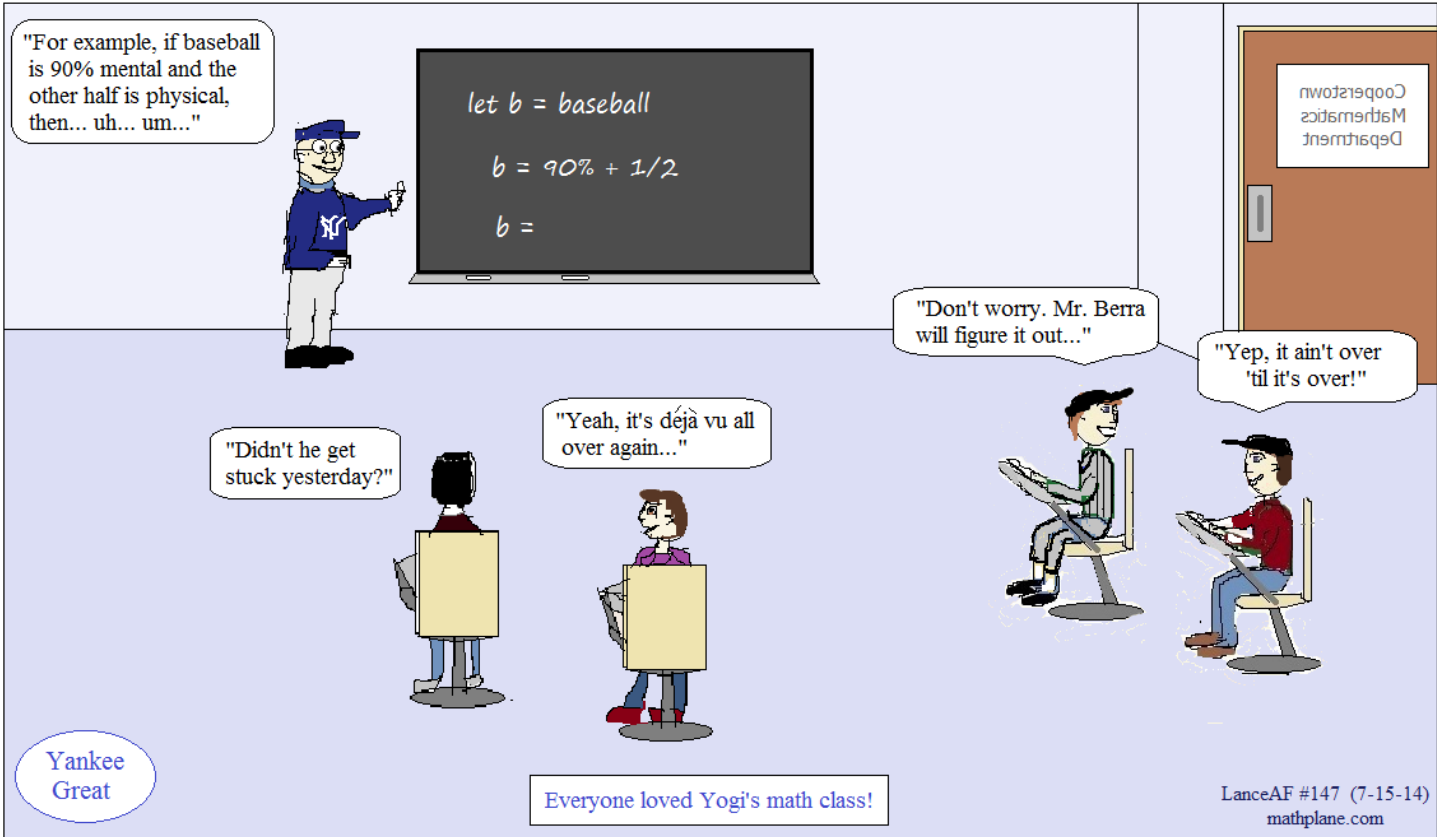 "For example, if baseball
is 90% mental and the
other half is physical,
then... uh... um..."
let b = baseball
b = 90% + 1/2
b =
Cooperstown
Mathematics
Department
NY
"Don't worry. Mr. Berra
will figure it out..."
"Yep, it ain't over
'til it's over!"
"Didn't he get
stuck yesterday?"
"Yeah, it's déjà vu all
over again..."
Yankee
Great
Everyone loved Yogi's math class!
LanceAF #147 (7-15-14)
mathplane.com